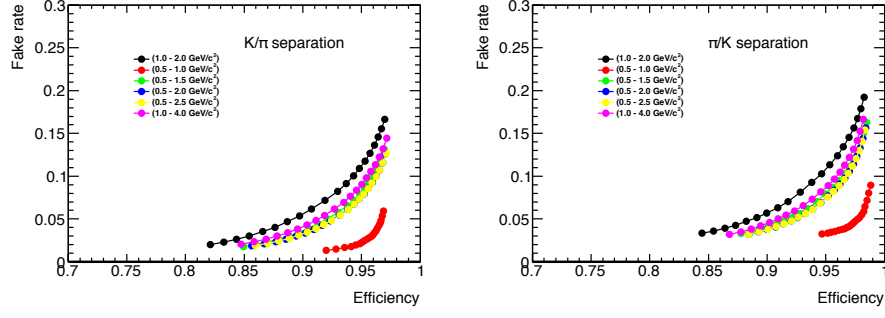 Fake rate
0.3
0.25
0.2
0.15
0.1
0.05
0
K/π separation
(1.0 - 2.0 GeV/c²)
(0.5 - 1.0 GeV/c²)
(0.5 - 1.5 GeV/c²)
(0.5 - 2.0 GeV/c²)
(0.5 - 2.5 GeV/c²)
(1.0 - 4.0 GeV/c²)
0.7 0.75 0.8 0.85 0.9 0.95 1
Efficiency
Fake rate
0.3
0.25
0.2
0.15
0.1
0.05
0
π/K separation
(1.0 - 2.0 GeV/c²)
(0.5 - 1.0 GeV/c²)
(0.5 - 1.5 GeV/c²)
(0.5 - 2.0 GeV/c²)
(0.5 - 2.5 GeV/c²)
(1.0 - 4.0 GeV/c²)
0.7 0.75 0.8 0.85 0.9 0.95 1
Efficiency